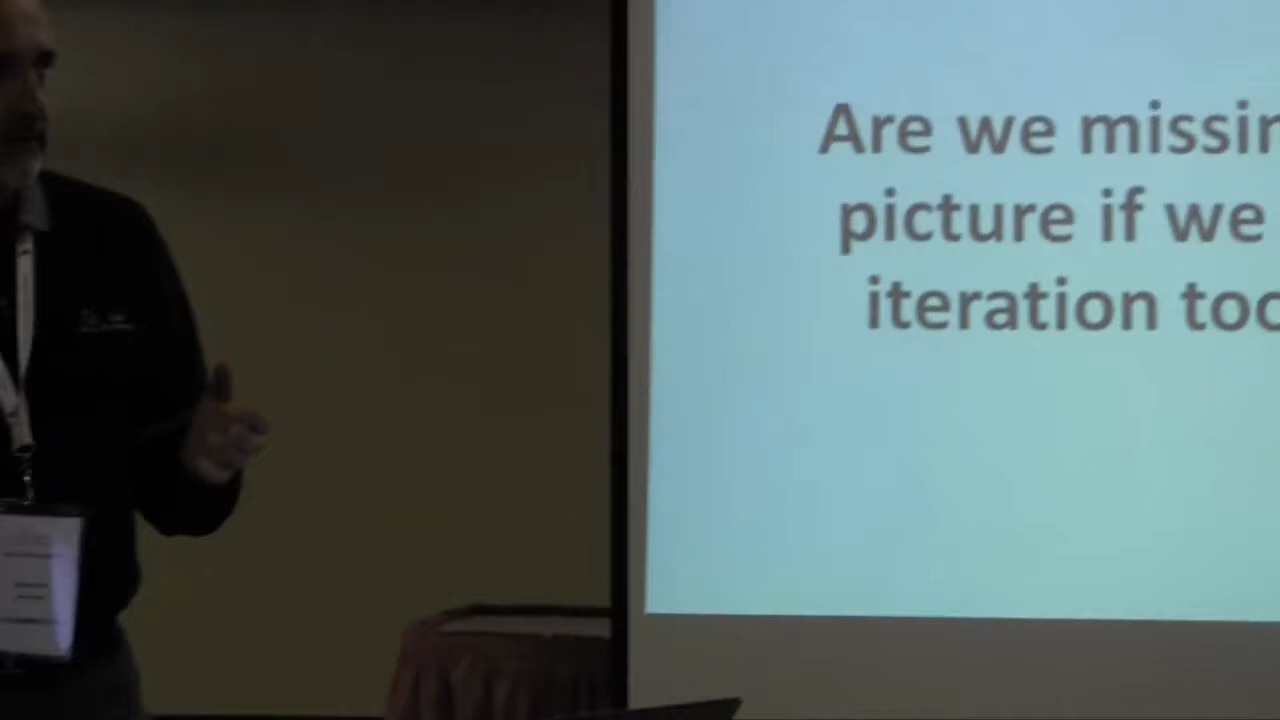 Are we missin
picture if we
iteration too